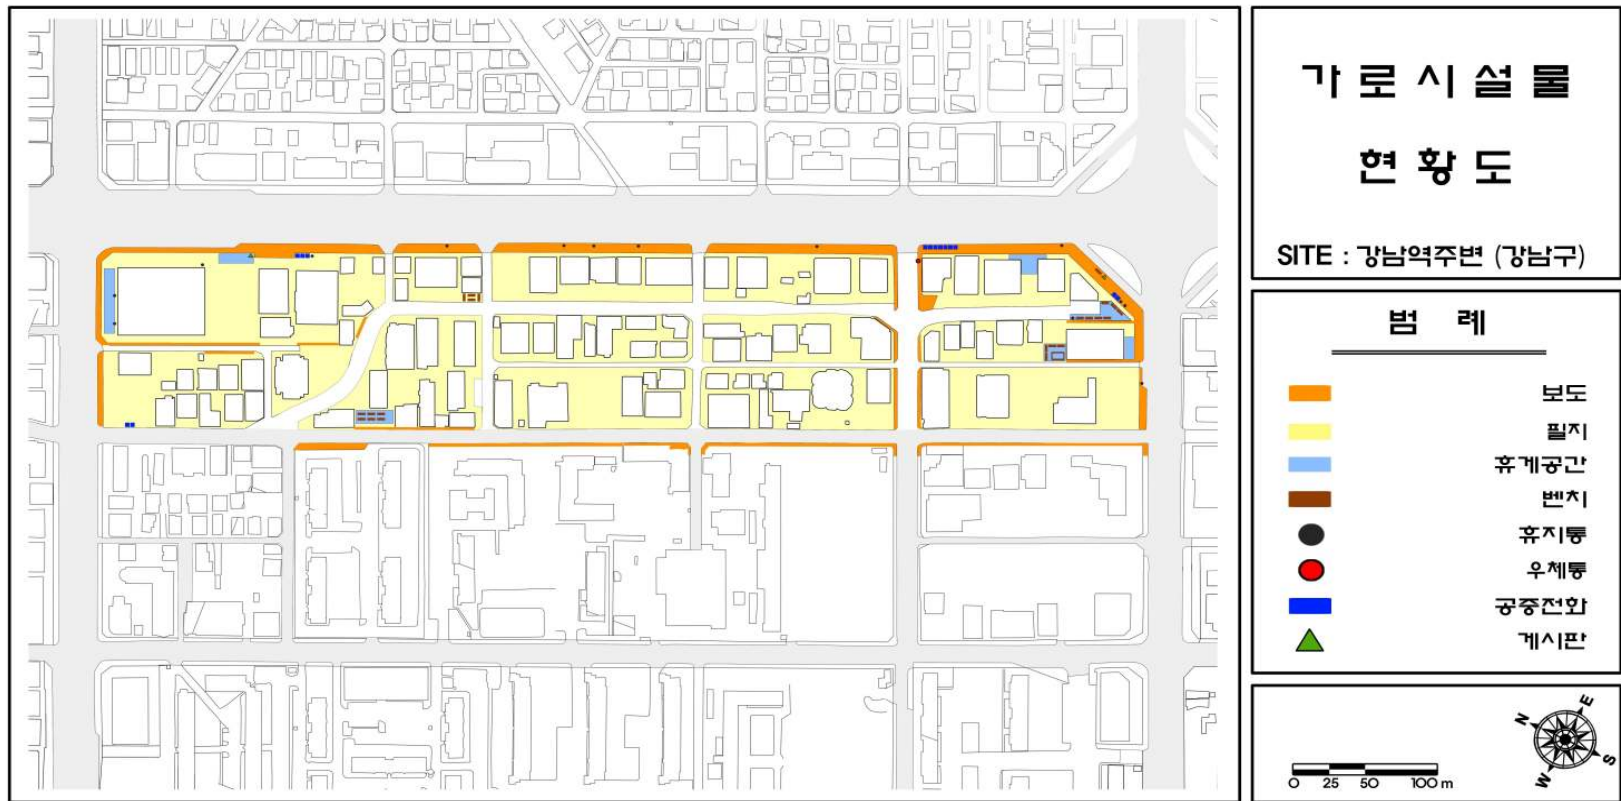 가로시설물
현황도
SITE : 강남역주변 (강남구)
범 례
보도
필지
휴게공간
벤치
휴지통
우체통
공중전화
게시판
N E
W S
0 25 50 100 m